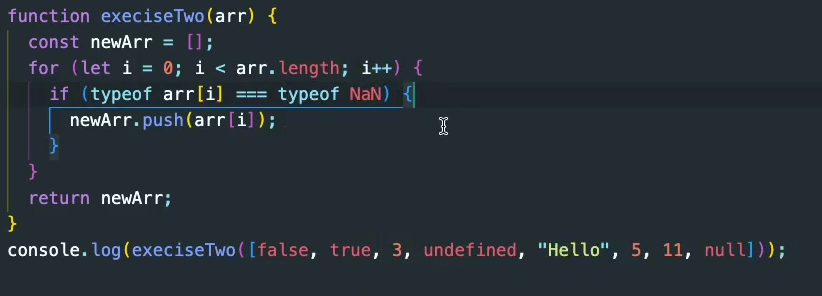 function execiseTwo(arr) {
  const newArr = [];
  for (let i = 0; i < arr.length; i++) {
    if (typeof arr[i] === typeof NaN) {
      newArr.push(arr[i]);
    }
  }
  return newArr;
}
console.log(execiseTwo([false, true, 3, undefined, "Hello", 5, 11, null]));